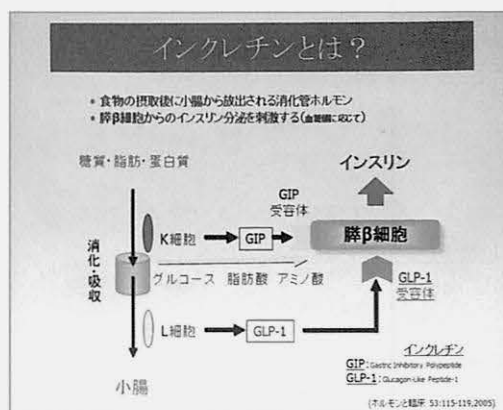 インクレチンとは？
* 食物の摂取後に小腸から放出される消化管ホルモン
* 膵β細胞からのインスリン分泌を刺激する(血糖値に応じて)
糖質・脂肪・蛋白質
インスリン
GIP
受容体
K細胞
GIP
膵β細胞
消化・吸収
グルコース 脂肪酸 アミノ酸
GLP-1
受容体
L細胞
GLP-1
小腸
インクレチン
GIP:Gastric Inhibitory Polypeptide
GLP-1:Glucagon-Like Peptide-1
(ホルモンと臨床 53:115-119,2005)